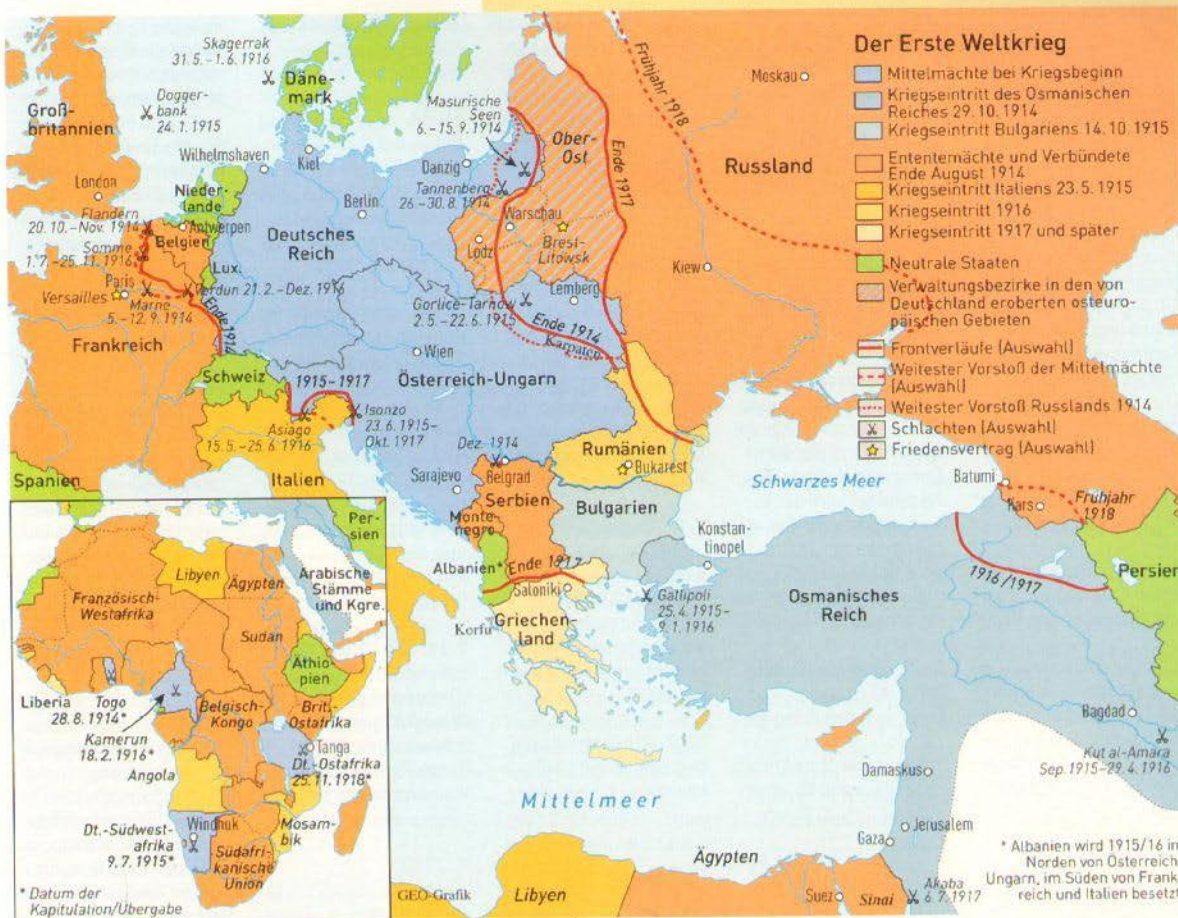 Der Erste Weltkrieg
Mittelmächte bei Kriegsbeginn
Kriegseintritt des Osmanischen
Reiches 29.10.1914
Kriegseintritt Bulgariens 14.10.1915
Ententemächte und Verbündete
Ende August 1914
Kriegseintritt Italiens 23.5.1915
Kriegseintritt 1916
Kriegseintritt 1917 und später
Neutrale Staaten
Verwaltungsbezirke in den von
Deutschland eroberten osteuro-
päischen Gebieten
Frontverläufe (Auswahl)
Weitester Vorstoß der Mittelmächte
(Auswahl)
Weitester Vorstoß Russlands 1914
Schlachten (Auswahl)
Friedensvertrag (Auswahl)
Skagerrak
31.5.–1.6.1916
Däne-
mark
Dogger-
bank
24.1.1915
Groß-
britannien
London
Wilhelmshaven
Kiel
Masurische
Seen
6.–15.9.1914
Danzig
Tannenberg
26.–30.8.1914
Ober-
Ost
Ende 1917
Frühjahr 1918
Moskau
Russland
Nieder-
lande
Antwerpen
Flandern
20.10.–Nov. 1914
Belgien
Somme
1.7.–25.11.1916
Lux.
Paris
Versailles
Verdun 21.2.–Dez. 1916
Marne
5.–12.9.1914
Ende 1914
Frankreich
Berlin
Deutsches
Reich
Warschau
Lodz
Brest-
Litowsk
Kiew
Lemberg
Gorlice-Tarnów
2.5.–22.6.1915
Ende 1914
Karpaten
Wien
Österreich-Ungarn
Schweiz
1915–1917
Isonzo
23.6.1915–
Okt. 1917
Asiago
15.5.–25.6.1916
Italien
Spanien
Dez. 1914
Belgrad
Sarajevo
Serbien
Monte-
negro
Albanien*
Ende 1917
Saloniki
Griechen-
land
Korfu
Rumänien
Bukarest
Bulgarien
Schwarzes Meer
Konstan-
tinopel
Gallipoli
25.4.1915–
9.1.1916
Batumi
Kars
Frühjahr
1918
1916/1917
Persien
Osmanisches
Reich
Bagdad
Kut al-Amara
Sep. 1915–29.4.1916
Damaskus
Jerusalem
Gaza
Akaba
6.7.1917
Sinai
Suez
Ägypten
Mittelmeer
Libyen
GEO-Grafik
* Albanien wird 1915/16 im
Norden von Österreich-
Ungarn, im Süden von Frank-
reich und Italien besetzt
Per-
sien
Libyen
Ägypten
Arabische
Stämme
und Kgre.
Französisch-
Westafrika
Sudan
Äthio-
pien
Liberia
Togo
28.8.1914*
Kamerun
18.2.1916*
Belgisch-
Kongo
Brit.-
Ostafrika
Tanga
Dt.-Ostafrika
25.11.1918*
Angola
Dt.-Südwest-
afrika
9.7.1915*
Windhuk
Mosam-
bik
Südafri-
kanische
Union
* Datum der
Kapitulation/Übergabe